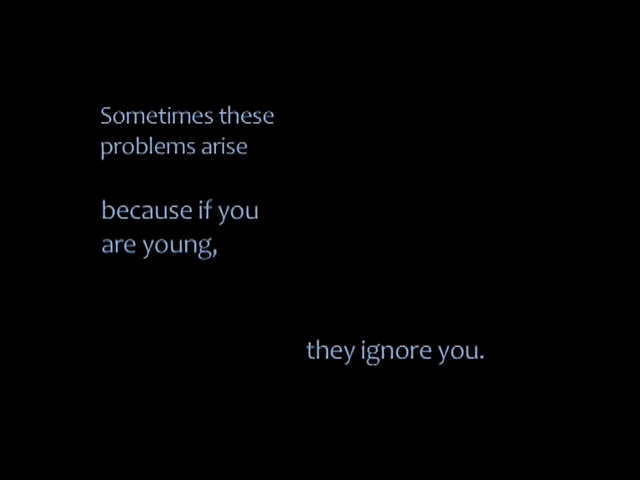 Sometimes these
problems arise
because if you
are young,
they ignore you.